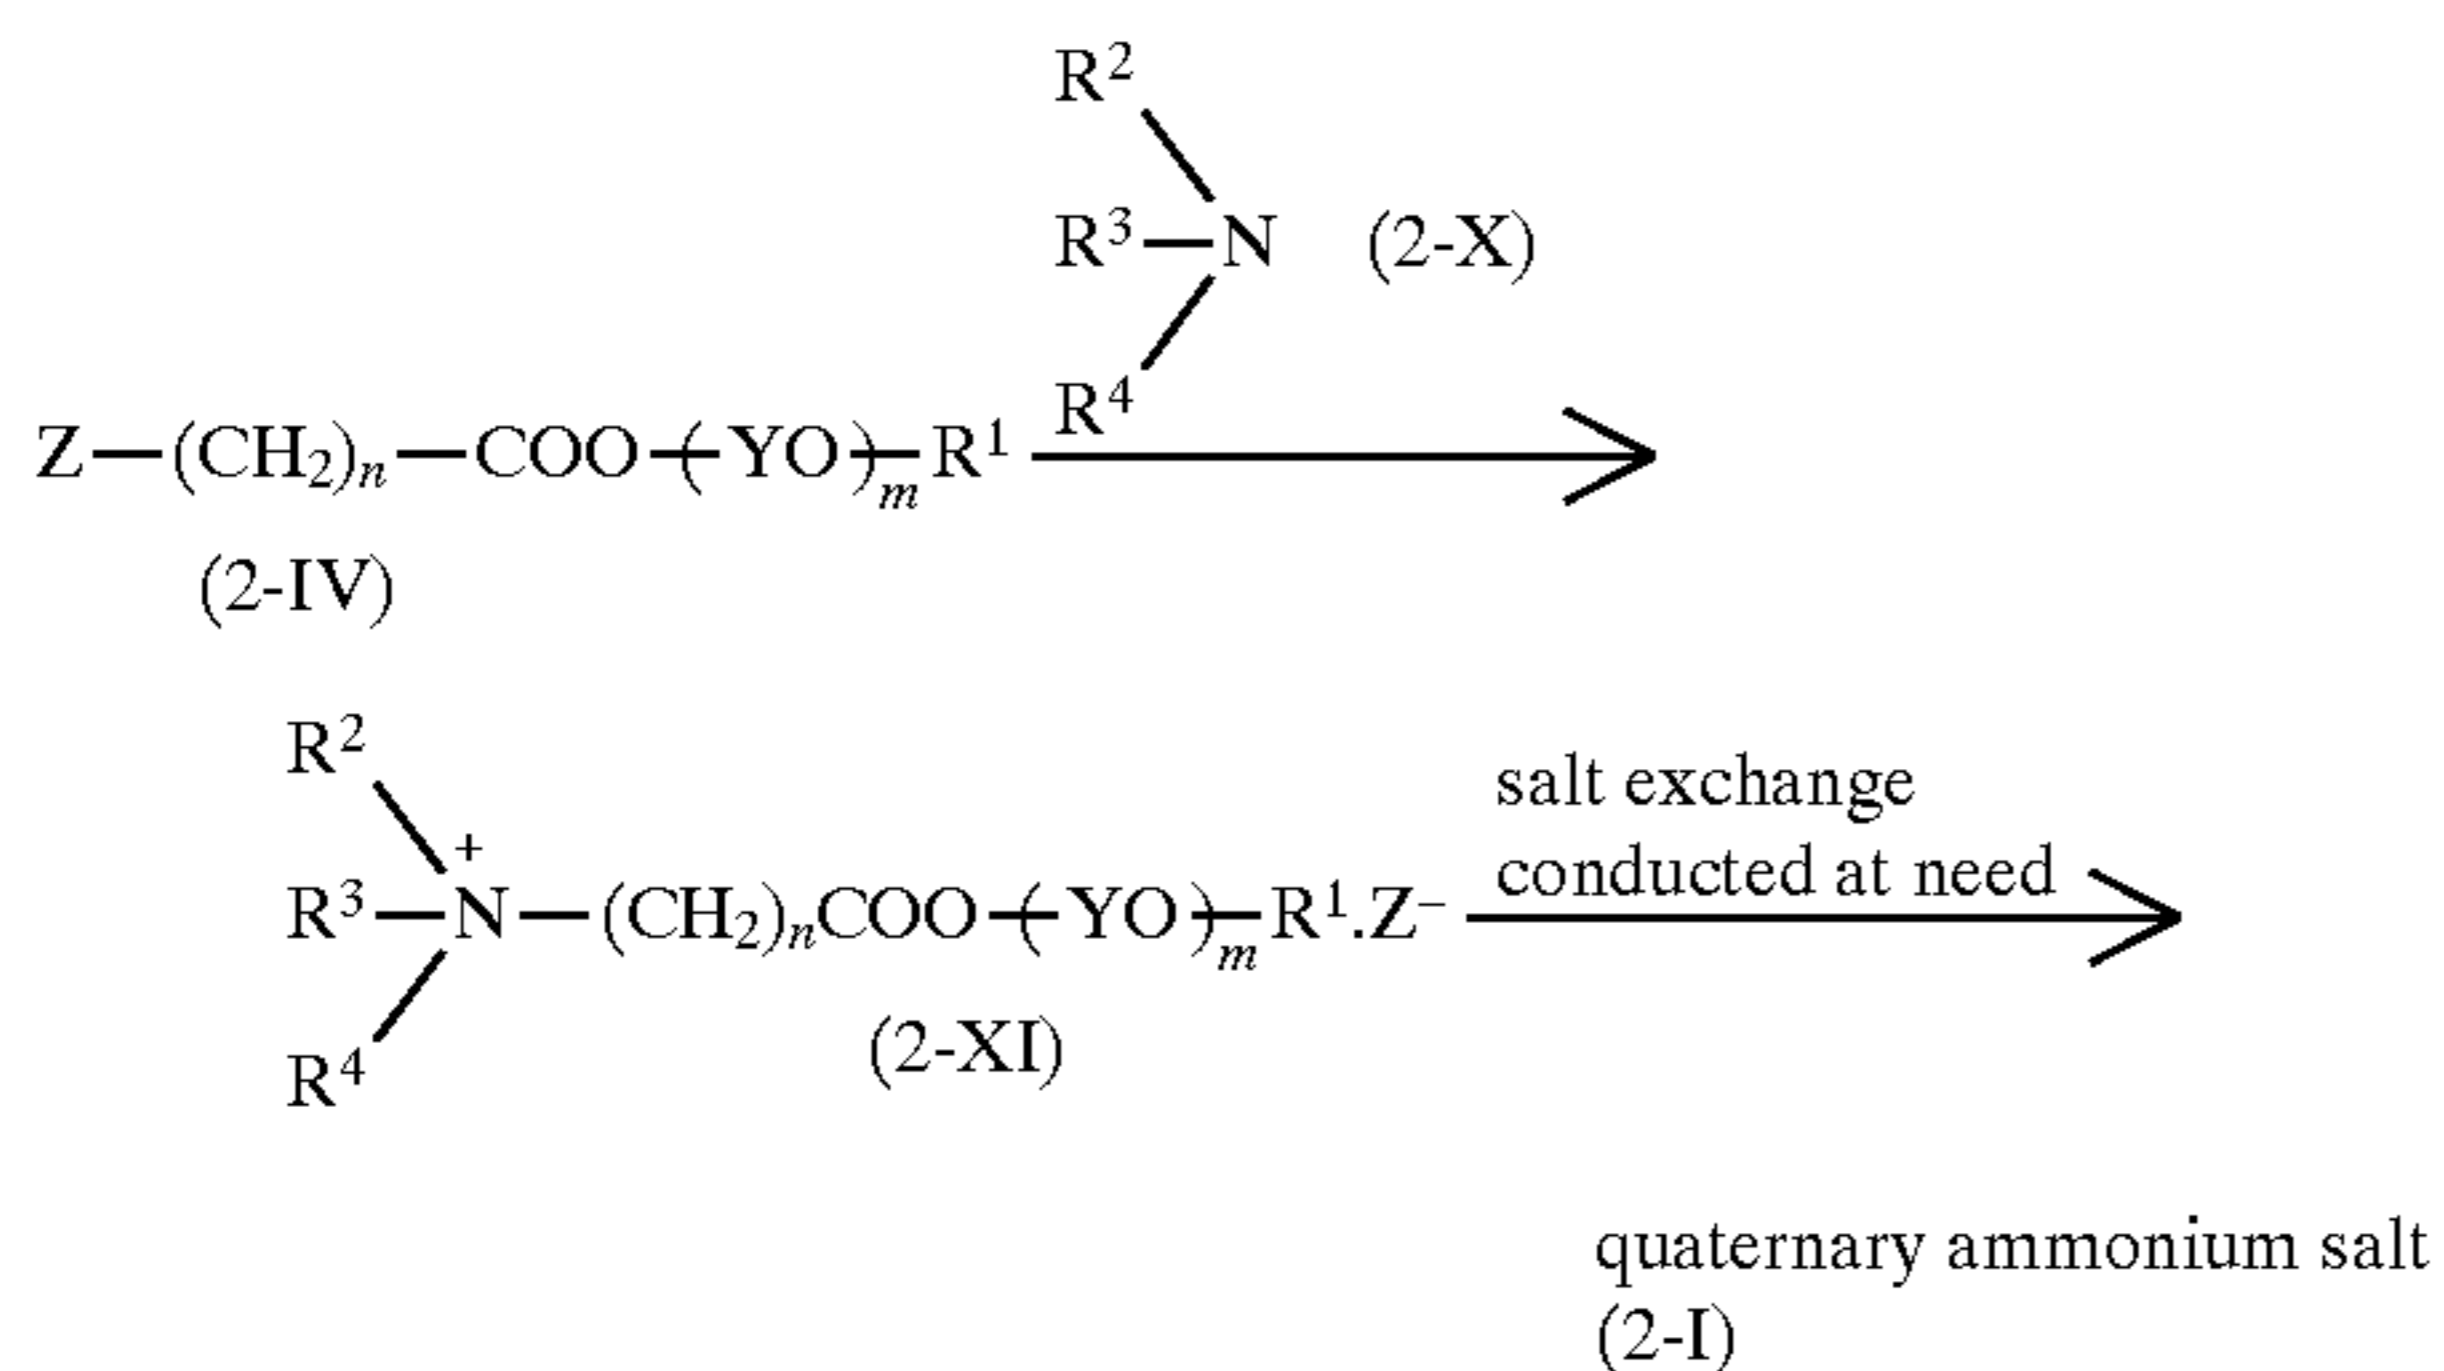 R²
R³—N (2-X)
R⁴
Z—(CH₂)ₙ—COO—(YO)ₘ—R¹
(2-IV)
R²
R³—N⁺—(CH₂)ₙCOO—(YO)ₘ—R¹.Z⁻
R⁴
(2-XI)
salt exchange
conducted at need
quaternary ammonium salt
(2-I)